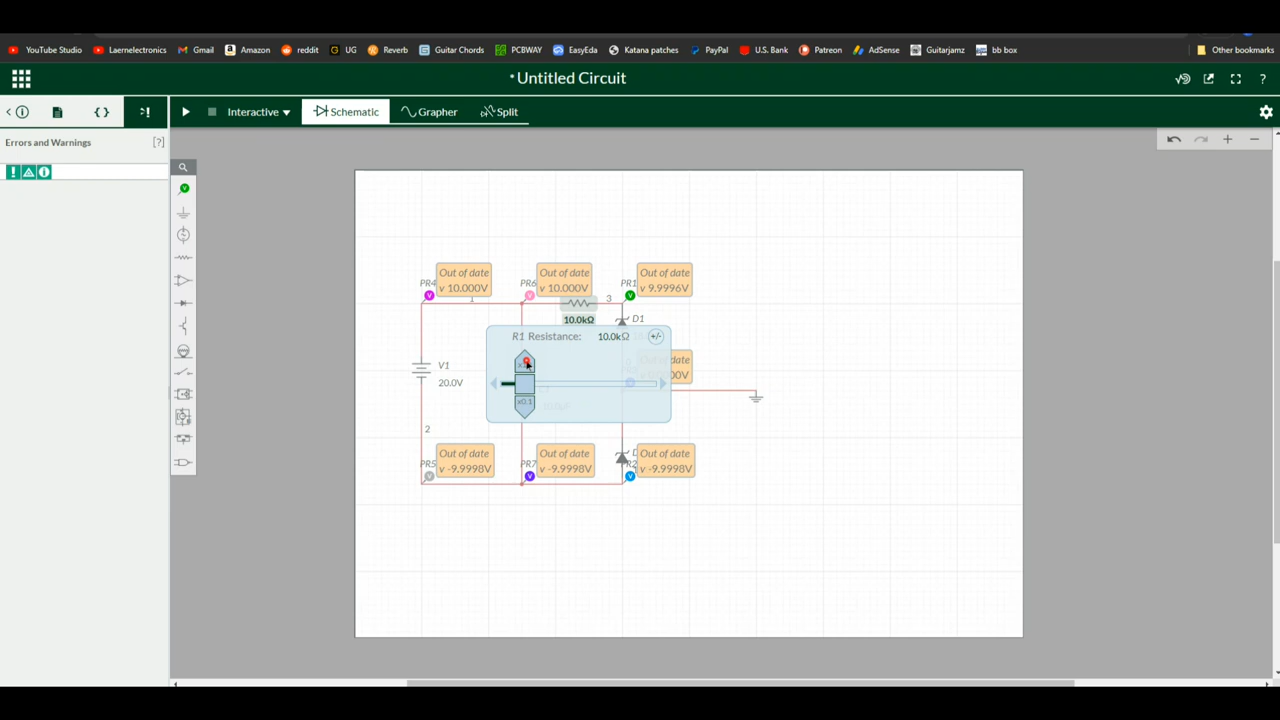 YouTube Studio
Laernelectronics
Gmail
Amazon
reddit
UG
Reverb
Guitar Chords
PCBWAY
EasyEda
Katana patches
PayPal
U.S. Bank
Patreon
AdSense
Guitarjamz
bb box
Other bookmarks
* Untitled Circuit
?
Interactive
Schematic
Grapher
Split
Errors and Warnings
[?]
Out of date
v 10.000V
PR4
Out of date
v 10.000V
PR6
Out of date
v 9.9996V
PR1
1
3
10.0kΩ
D1
R1 Resistance:
10.0kΩ
+/-
V1
20.0V
x0.1
2
Out of date
v -9.9998V
PR5
Out of date
v -9.9998V
PR7
Out of date
v -9.9998V